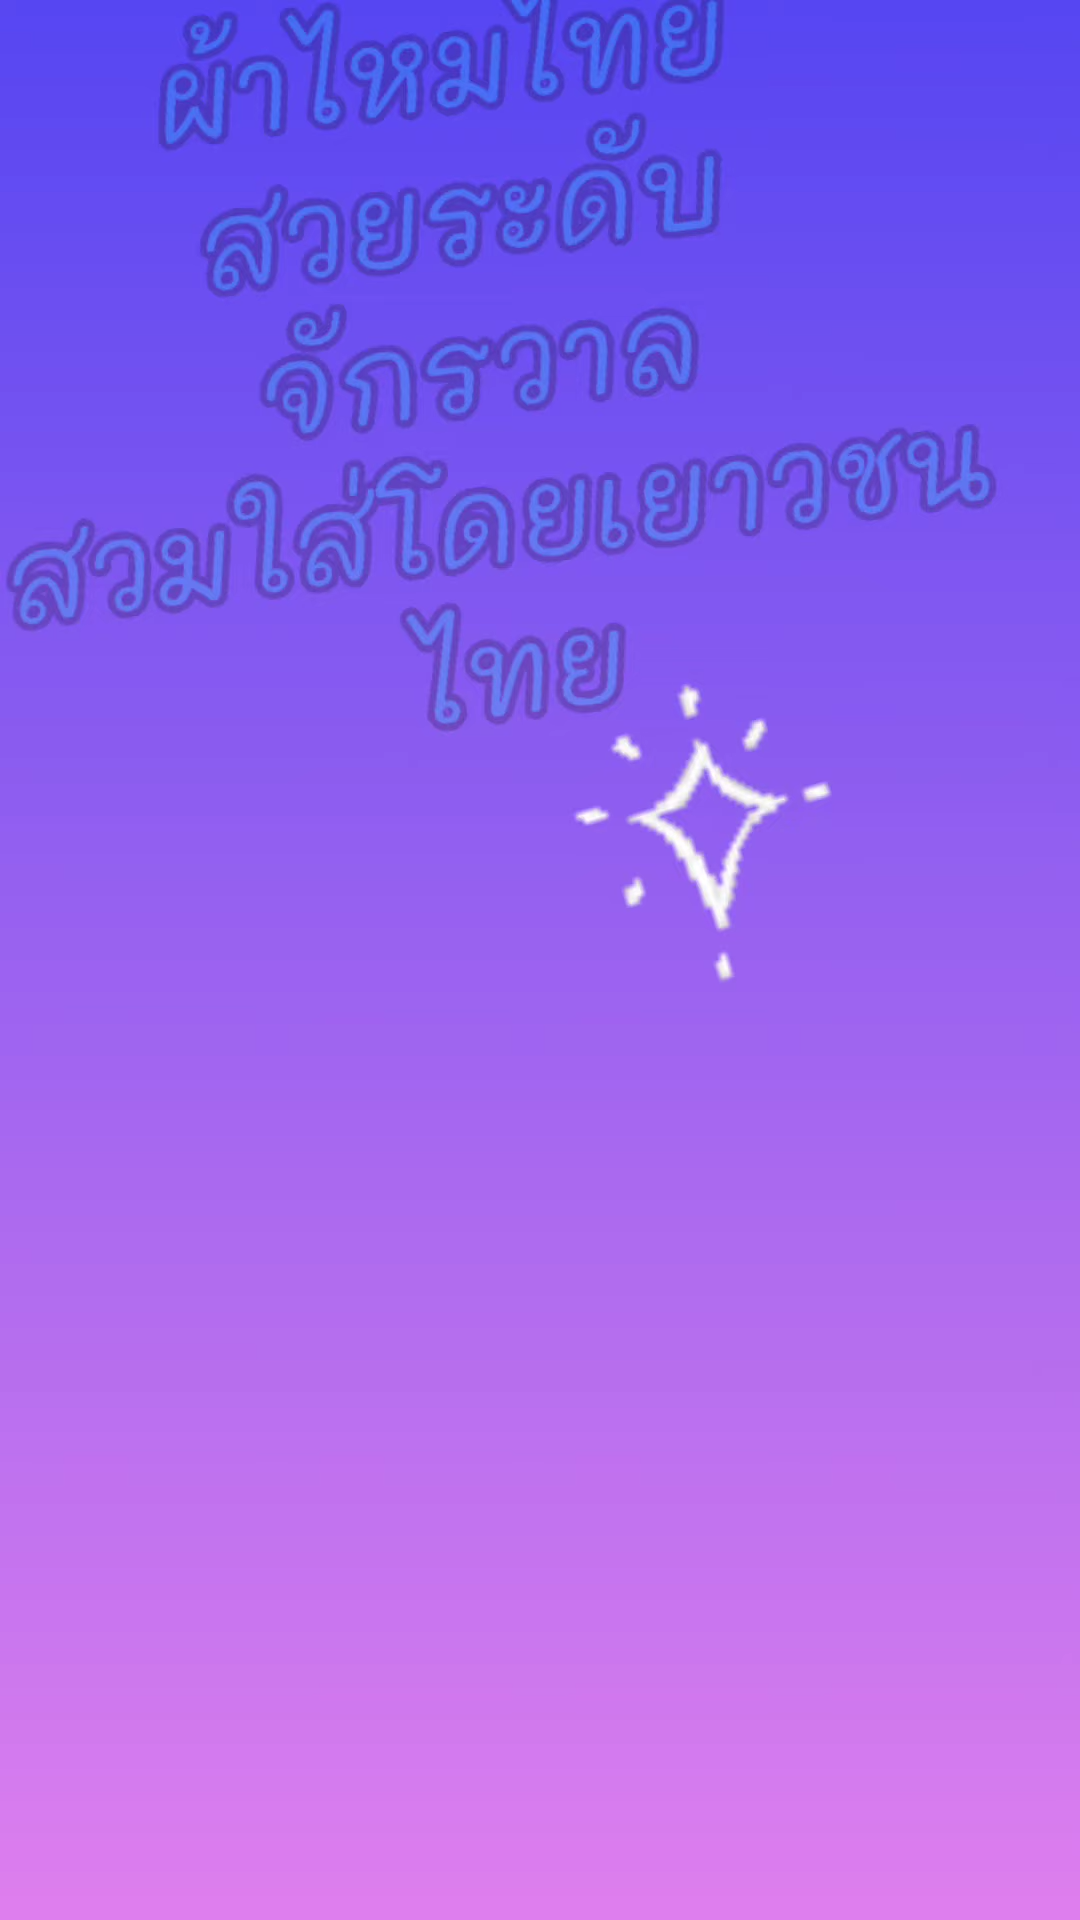 ผ้าไหมไทย
สวยระดับ
จักรวาล
สวมใส่โดยเยาวชน
ไทย